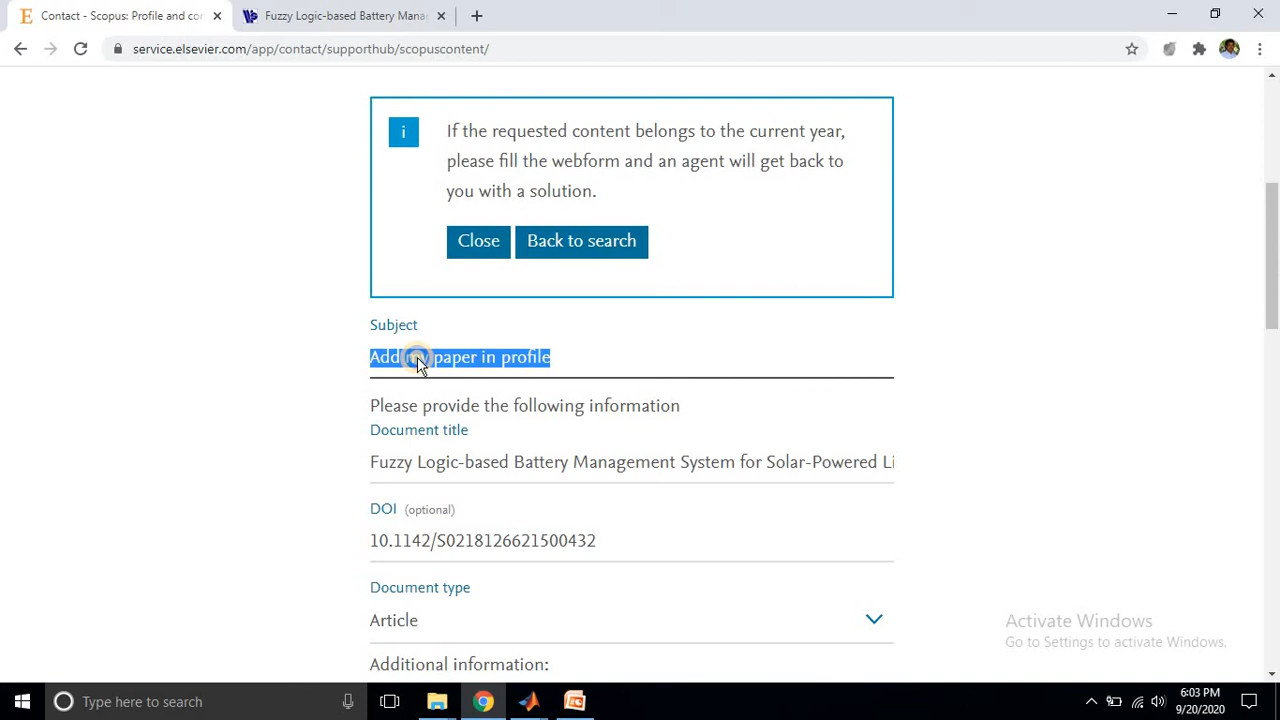 Contact - Scopus: Profile and co
Fuzzy Logic-based Battery Mana
service.elsevier.com/app/contact/supporthub/scopuscontent/
i
If the requested content belongs to the current year,
please fill the webform and an agent will get back to
you with a solution.
Close
Back to search
Subject
Add my paper in profile
Please provide the following information
Document title
Fuzzy Logic-based Battery Management System for Solar-Powered Li
DOI (optional)
10.1142/S0218126621500432
Document type
Article
Additional information:
Activate Windows
Go to Settings to activate Windows.
Type here to search
6:03 PM
9/20/2020